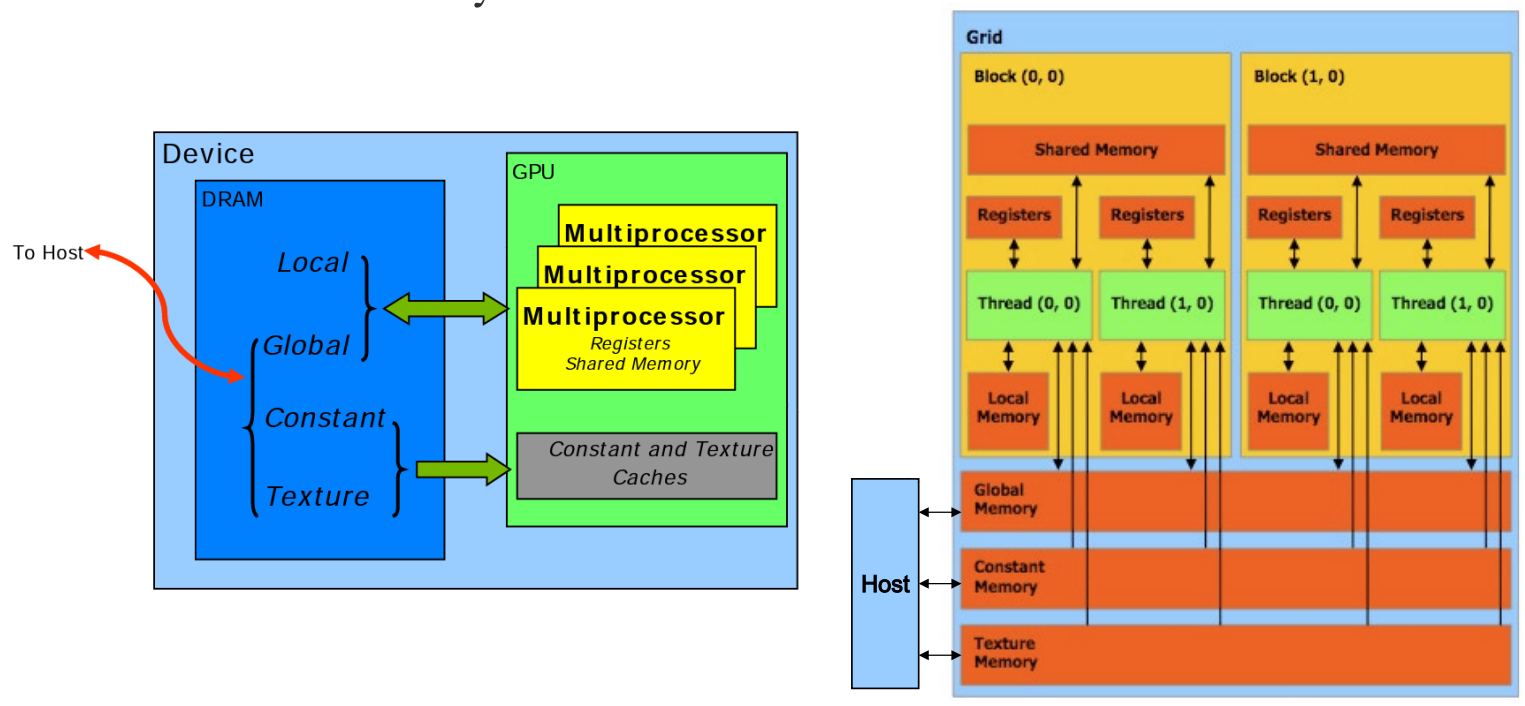 Device
DRAM
To Host
Local
Global
Constant
Texture
GPU
Multiprocessor
Multiprocessor
Multiprocessor
Registers
Shared Memory
Constant and Texture
Caches
Grid
Block (0, 0)
Shared Memory
Registers
Registers
Thread (0, 0)
Thread (1, 0)
Local
Memory
Local
Memory
Block (1, 0)
Shared Memory
Registers
Registers
Thread (0, 0)
Thread (1, 0)
Local
Memory
Local
Memory
Host
Global
Memory
Constant
Memory
Texture
Memory